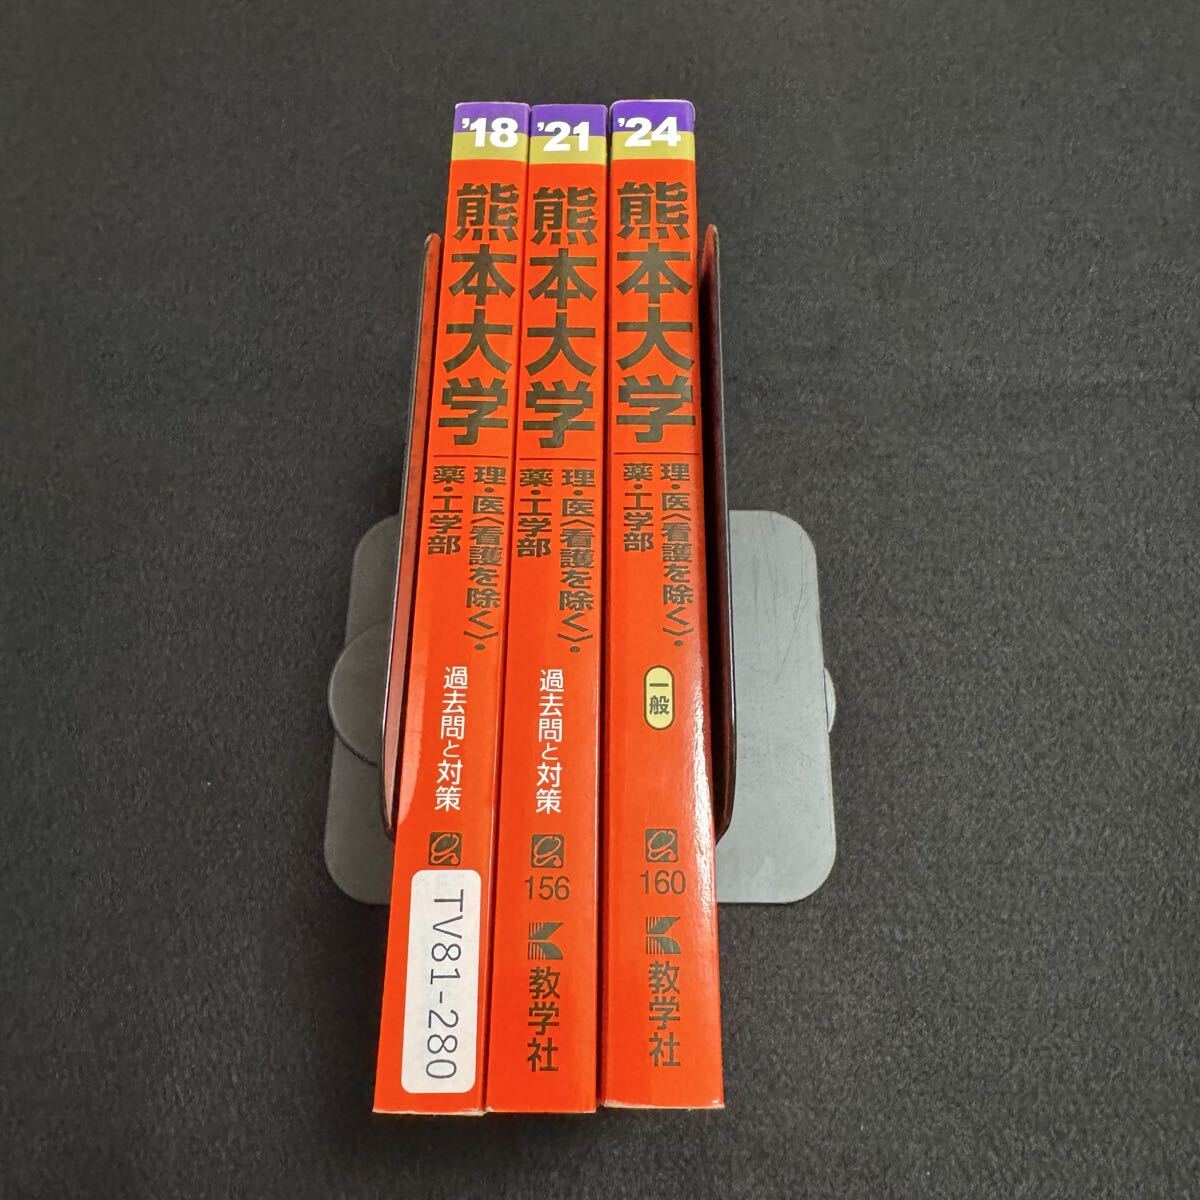 '18
熊本大学
理・医〈看護を除く〉・
薬・工学部
過去問と対策
TV81-280
'21
熊本大学
理・医〈看護を除く〉・
薬・工学部
過去問と対策
156
教学社
'24
熊本大学
理・医〈看護を除く〉・
薬・工学部
一般
160
教学社